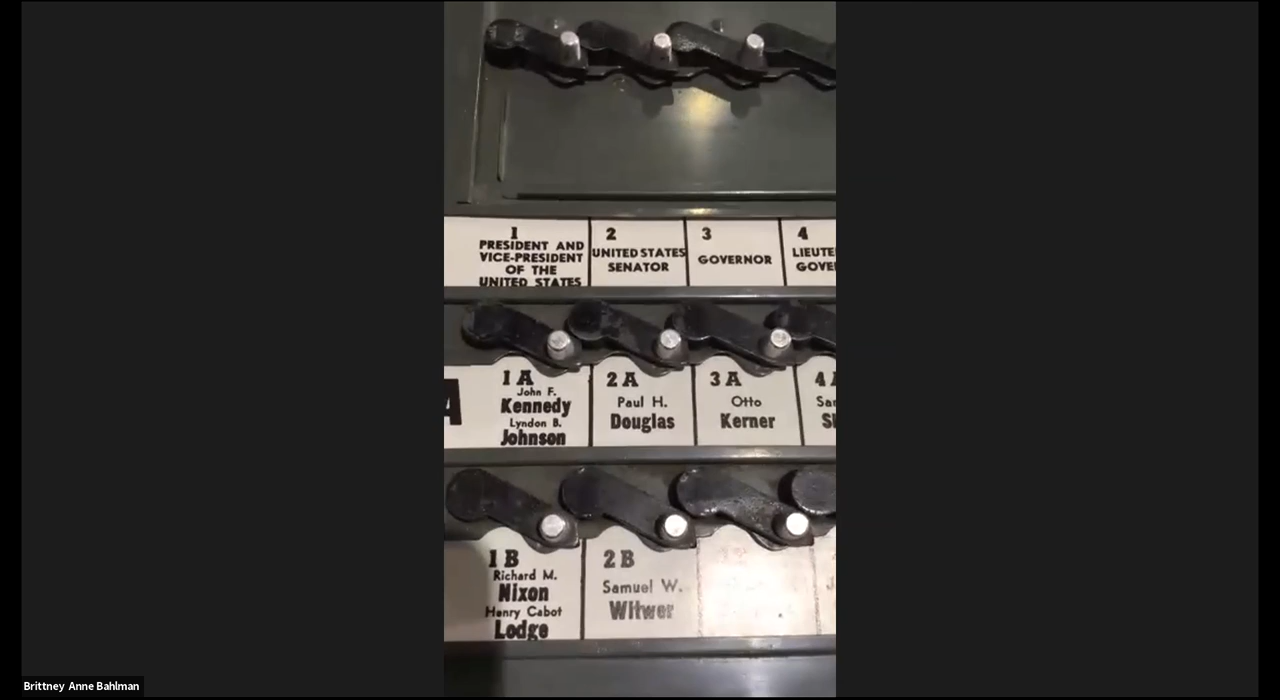 1
PRESIDENT AND
VICE-PRESIDENT
OF THE
UNITED STATES
2
UNITED STATES
SENATOR
3
GOVERNOR
4
A
1 A
John F.
Kennedy
Lyndon B.
Johnson
2 A
Paul H.
Douglas
3 A
Otto
Kerner
4
1 B
Richard M.
Nixon
Henry Cabot
Lodge
2 B
Samuel W.
Witwer
Brittney Anne Bahlman